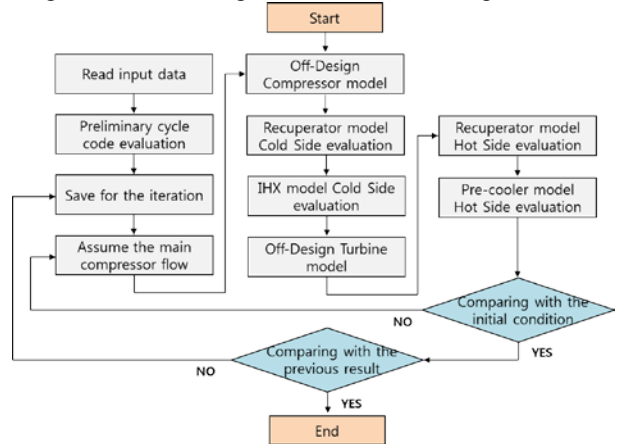 Start
Read input data
Preliminary cycle
code evaluation
Save for the iteration
Assume the main
compressor flow
Off-Design
Compressor model
Recuperator model
Cold Side evaluation
IHX model Cold Side
evaluation
Off-Design Turbine
model
Recuperator model
Hot Side evaluation
Pre-cooler model
Hot Side evaluation
Comparing with the
initial condition
NO
YES
Comparing with the
previous result
NO
YES
End